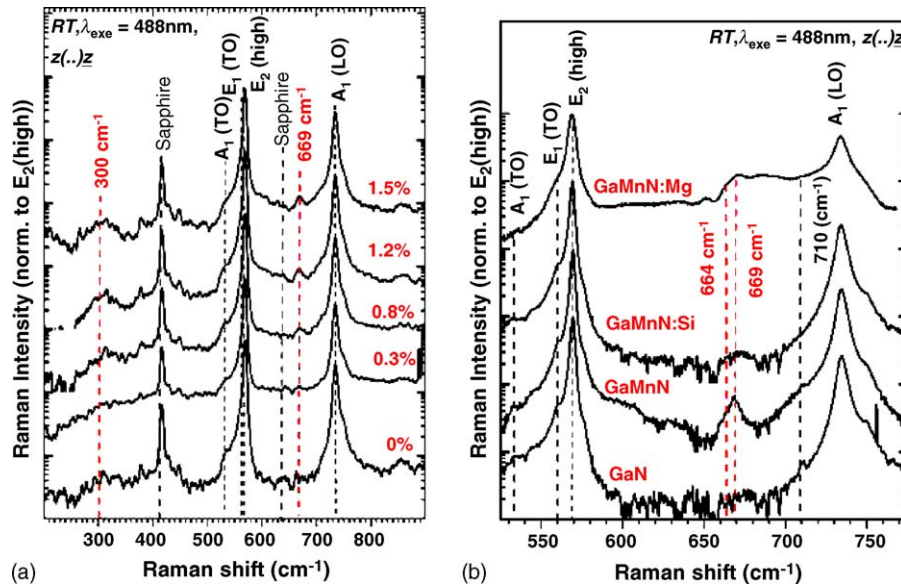 RT,λexe = 488nm,
z(..)z
300 cm-1
Sapphire
A1 (TO)
E1 (TO)
E2 (high)
Sapphire
669 cm-1
A1 (LO)
1.5%
1.2%
0.8%
0.3%
0%
Raman Intensity (norm. to E2(high))
300 400 500 600 700 800
Raman shift (cm-1)
(a)
RT,λexe = 488nm, z(..)z
A1 (TO)
E1 (TO)
E2 (high)
A1 (LO)
GaMnN:Mg
664 cm-1
669 cm-1
710 (cm-1)
GaMnN:Si
GaMnN
GaN
Raman Intensity (norm. to E2(high))
550 600 650 700 750
Raman shift (cm-1)
(b)